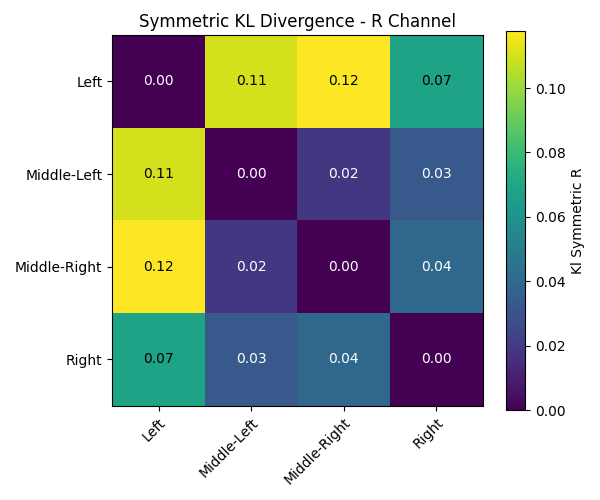 Symmetric KL Divergence - R Channel
Left 0.00 0.11 0.12 0.07
Middle-Left 0.11 0.00 0.02 0.03
Middle-Right 0.12 0.02 0.00 0.04
Right 0.07 0.03 0.04 0.00
Left Middle-Left Middle-Right Right
0.10
0.08
0.06
0.04
0.02
0.00
Kl Symmetric R